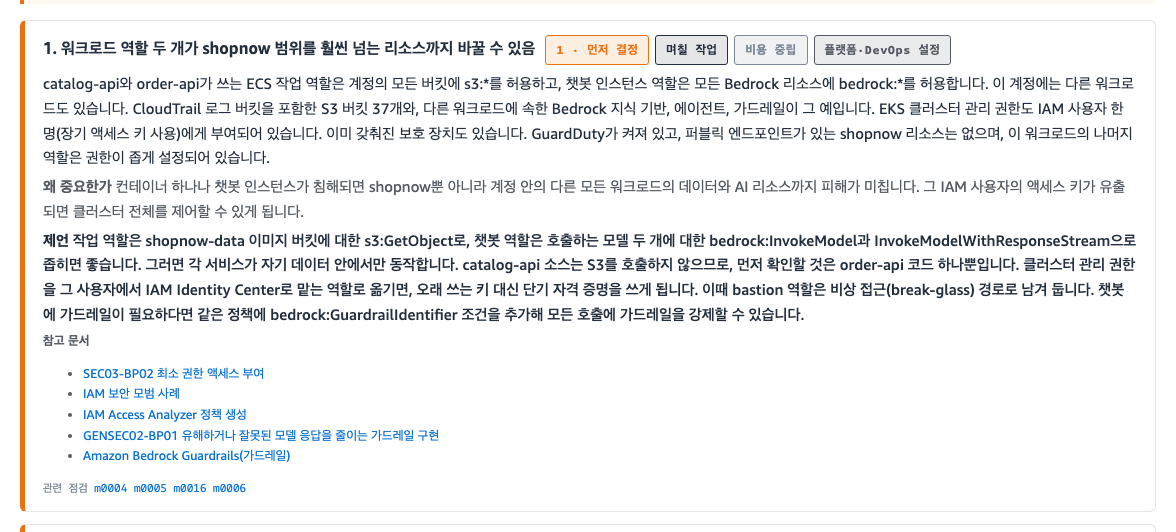 1. 워크로드 역할 두 개가 shopnow 범위를 훨씬 넘는 리소스까지 바꿀 수 있음 1 · 먼저 결정 며칠 작업 비용 중립 플랫폼·DevOps 설정
catalog-api와 order-api가 쓰는 ECS 작업 역할은 계정의 모든 버킷에 s3:*를 허용하고, 챗봇 인스턴스 역할은 모든 Bedrock 리소스에 bedrock:*를 허용합니다. 이 계정에는 다른 워크로
드도 있습니다. CloudTrail 로그 버킷을 포함한 S3 버킷 37개와, 다른 워크로드에 속한 Bedrock 지식 기반, 에이전트, 가드레일이 그 예입니다. EKS 클러스터 관리 권한도 IAM 사용자 한
명(장기 액세스 키 사용)에게 부여되어 있습니다. 이미 갖춰진 보호 장치도 있습니다. GuardDuty가 켜져 있고, 퍼블릭 엔드포인트가 있는 shopnow 리소스는 없으며, 이 워크로드의 나머지
역할은 권한이 좁게 설정되어 있습니다.
왜 중요한가 컨테이너 하나나 챗봇 인스턴스가 침해되면 shopnow뿐 아니라 계정 안의 다른 모든 워크로드의 데이터와 AI 리소스까지 피해가 미칩니다. 그 IAM 사용자의 액세스 키가 유출
되면 클러스터 전체를 제어할 수 있게 됩니다.
제언 작업 역할은 shopnow-data 이미지 버킷에 대한 s3:GetObject로, 챗봇 역할은 호출하는 모델 두 개에 대한 bedrock:InvokeModel과 InvokeModelWithResponseStream으로
좁히면 좋습니다. 그러면 각 서비스가 자기 데이터 안에서만 동작합니다. catalog-api 소스는 S3를 호출하지 않으므로, 먼저 확인할 것은 order-api 코드 하나뿐입니다. 클러스터 관리 권한
을 그 사용자에서 IAM Identity Center로 맡는 역할로 옮기면, 오래 쓰는 키 대신 단기 자격 증명을 쓰게 됩니다. 이때 bastion 역할은 비상 접근(break-glass) 경로로 남겨 둡니다. 챗봇
에 가드레일이 필요하다면 같은 정책에 bedrock:GuardrailIdentifier 조건을 추가해 모든 호출에 가드레일을 강제할 수 있습니다.
참고 문서
• SEC03-BP02 최소 권한 액세스 부여
• IAM 보안 모범 사례
• IAM Access Analyzer 정책 생성
• GENSEC02-BP01 유해하거나 잘못된 모델 응답을 줄이는 가드레일 구현
• Amazon Bedrock Guardrails(가드레일)
관련 점검 m0004 m0005 m0016 m0006